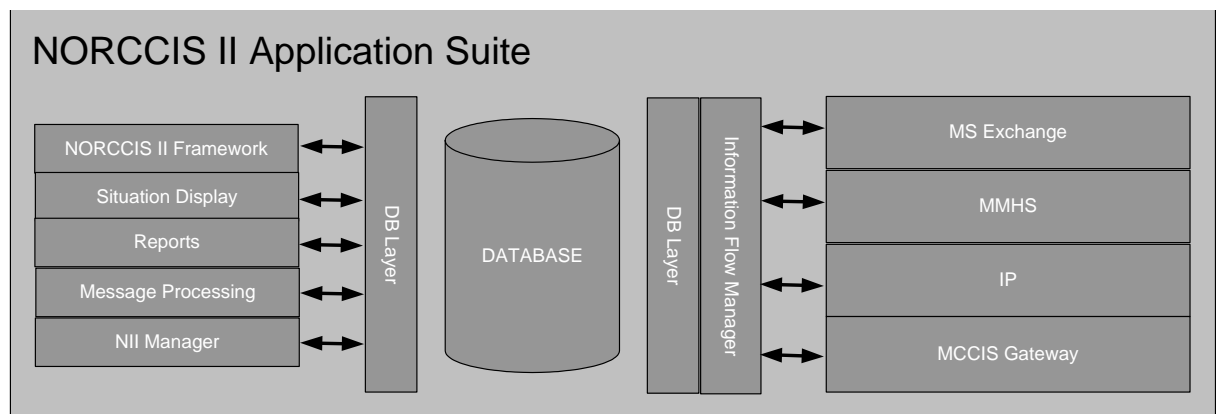 NORCCIS II Application Suite
NORCCIS II Framework
Situation Display
Reports
Message Processing
NII Manager
DB Layer
DATABASE
DB Layer
Information Flow Manager
MS Exchange
MMHS
IP
MCCIS Gateway